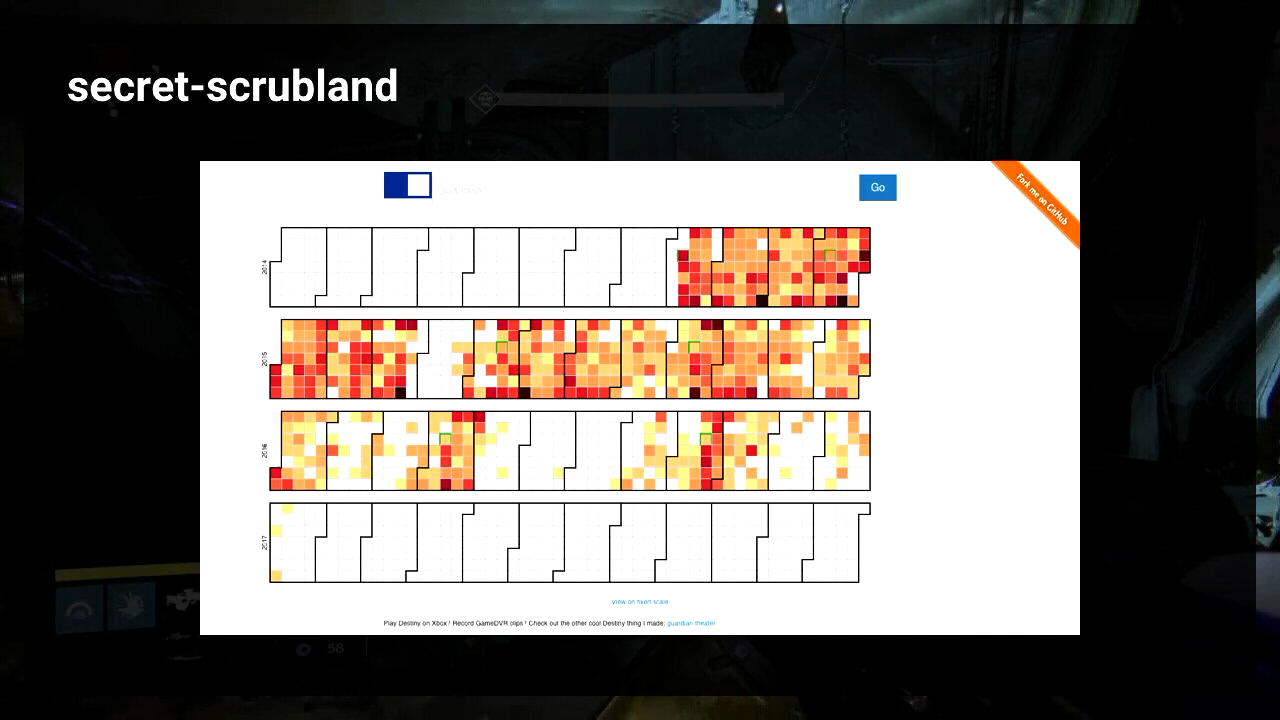 secret-scrubland
Go
Fork me on GitHub
2014
2015
2016
2017
view on fixed scale
Play Destiny on Xbox? Record GameDVR clips? Check out the other cool Destiny thing I made: guardian theater
58